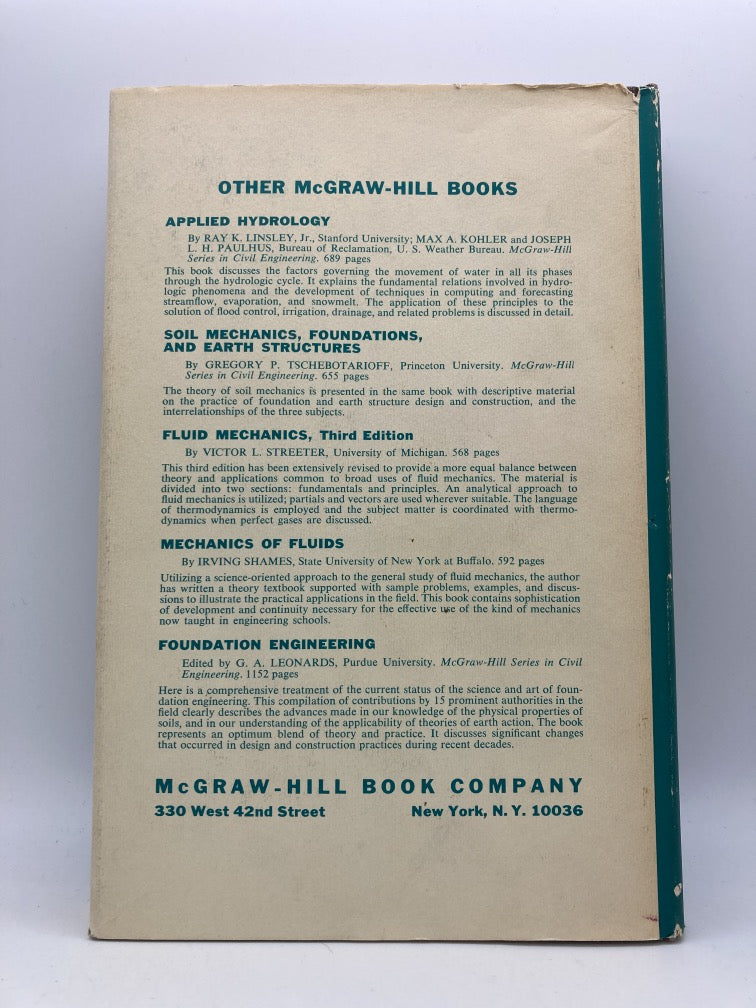 OTHER McGRAW-HILL BOOKS
APPLIED HYDROLOGY
By RAY K. LINSLEY, Jr., Stanford University; MAX A. KOHLER and JOSEPH
L. H. PAULHUS, Bureau of Reclamation, U. S. Weather Bureau. McGraw-Hill
Series in Civil Engineering. 689 pages
This book discusses the factors governing the movement of water in all its phases
through the hydrologic cycle. It explains the fundamental relations involved in hydro-
logic phenomena and the development of techniques in computing and forecasting
streamflow, evaporation, and snowmelt. The application of these principles to the
solution of flood control, irrigation, drainage, and related problems is discussed in detail.
SOIL MECHANICS, FOUNDATIONS,
AND EARTH STRUCTURES
By GREGORY P. TSCHEBOTARIOFF, Princeton University. McGraw-Hill
Series in Civil Engineering. 655 pages
The theory of soil mechanics is presented in the same book with descriptive material
on the practice of foundation and earth structure design and construction, and the
interrelationships of the three subjects.
FLUID MECHANICS, Third Edition
By VICTOR L. STREETER, University of Michigan. 568 pages
This third edition has been extensively revised to provide a more equal balance between
theory and applications common to broad uses of fluid mechanics. The material is
divided into two sections: fundamentals and principles. An analytical approach to
fluid mechanics is utilized; partials and vectors are used wherever suitable. The language
of thermodynamics is employed and the subject matter is coordinated with thermo-
dynamics when perfect gases are discussed.
MECHANICS OF FLUIDS
By IRVING SHAMES, State University of New York at Buffalo. 592 pages
Utilizing a science-oriented approach to the general study of fluid mechanics, the author
has written a theory textbook supported with sample problems, examples, and discus-
sions to illustrate the practical applications in the field. This book contains sophistication
of development and continuity necessary for the effective use of the kind of mechanics
now taught in engineering schools.
FOUNDATION ENGINEERING
Edited by G. A. LEONARDS, Purdue University. McGraw-Hill Series in Civil
Engineering. 1152 pages
Here is a comprehensive treatment of the current status of the science and art of foun-
dation engineering. This compilation of contributions by 15 prominent authorities in the
field clearly describes the advances made in our knowledge of the physical properties of
soils, and in our understanding of the applicability of theories of earth action. The book
represents an optimum blend of theory and practice. It discusses significant changes
that occurred in design and construction practices during recent decades.
McGRAW-HILL BOOK COMPANY
330 West 42nd Street New York, N. Y. 10036